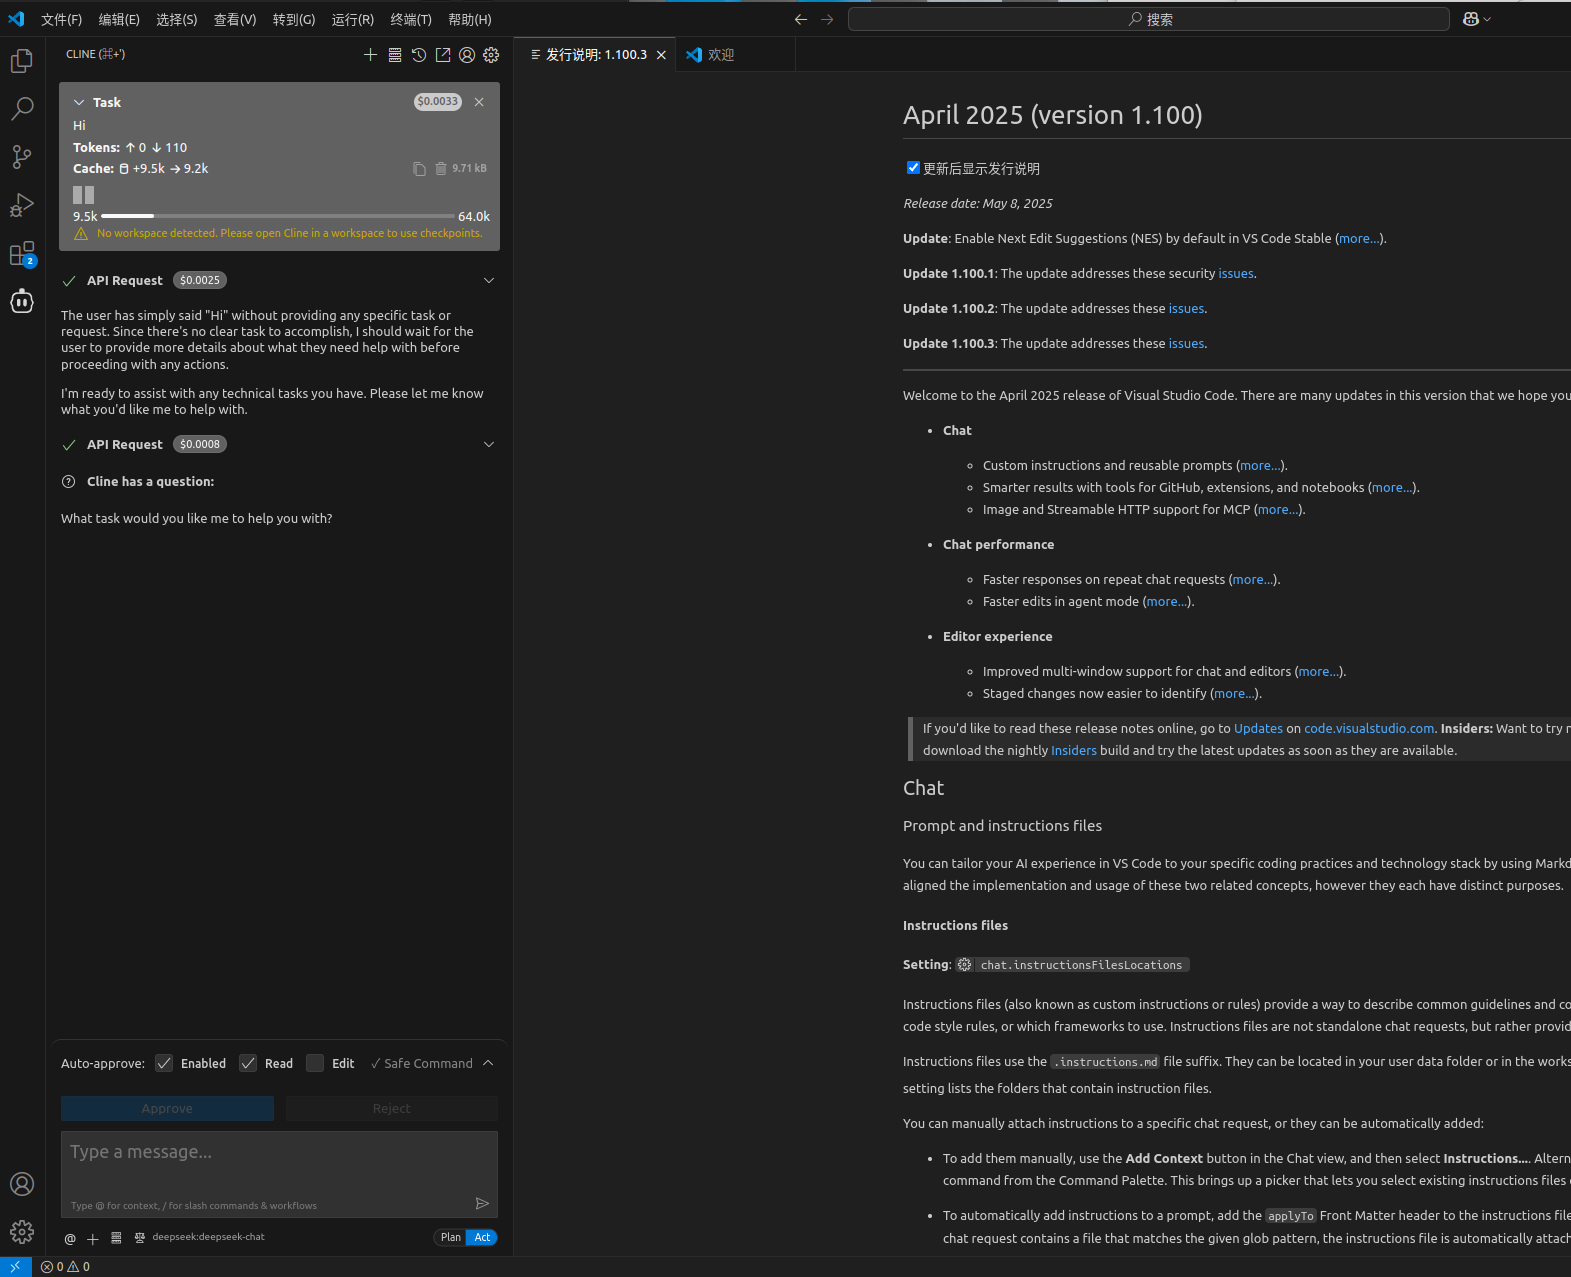 文件(F) 编辑(E) 选择(S) 查看(V) 转到(G) 运行(R) 终端(T) 帮助(H)
搜索
CLINE (⌘+')
发行说明: 1.100.3
欢迎
Task
$0.0033
Hi
Tokens: ↑ 0 ↓ 110
Cache: +9.5k → 9.2k
9.71 kB
9.5k
64.0k
No workspace detected. Please open Cline in a workspace to use checkpoints.
API Request $0.0025
The user has simply said "Hi" without providing any specific task or
request. Since there's no clear task to accomplish, I should wait for the
user to provide more details about what they need help with before
proceeding with any actions.
I'm ready to assist with any technical tasks you have. Please let me know
what you'd like me to help with.
API Request $0.0008
Cline has a question:
What task would you like me to help you with?
2
Auto-approve: Enabled Read Edit ✓ Safe Command
Approve
Reject
Type a message...
Type @ for context, / for slash commands & workflows
@ deepseek:deepseek-chat
Plan Act
0 0
April 2025 (version 1.100)
更新后显示发行说明
Release date: May 8, 2025
Update: Enable Next Edit Suggestions (NES) by default in VS Code Stable (more...).
Update 1.100.1: The update addresses these security issues.
Update 1.100.2: The update addresses these issues.
Update 1.100.3: The update addresses these issues.
Welcome to the April 2025 release of Visual Studio Code. There are many updates in this version that we hope you
• Chat
Custom instructions and reusable prompts (more...).
Smarter results with tools for GitHub, extensions, and notebooks (more...).
Image and Streamable HTTP support for MCP (more...).
• Chat performance
Faster responses on repeat chat requests (more...).
Faster edits in agent mode (more...).
• Editor experience
Improved multi-window support for chat and editors (more...).
Staged changes now easier to identify (more...).
If you'd like to read these release notes online, go to Updates on code.visualstudio.com. Insiders: Want to try
download the nightly Insiders build and try the latest updates as soon as they are available.
Chat
Prompt and instructions files
You can tailor your AI experience in VS Code to your specific coding practices and technology stack by using
aligned the implementation and usage of these two related concepts, however they each have distinct purposes.
Instructions files
Setting: chat.instructionsFilesLocations
Instructions files (also known as custom instructions or rules) provide a way to describe common guidelines and
code style rules, or which frameworks to use. Instructions files are not standalone chat requests, but rather
Instructions files use the .instructions.md file suffix. They can be located in your user data folder or in the
setting lists the folders that contain instruction files.
You can manually attach instructions to a specific chat request, or they can be automatically added:
• To add them manually, use the Add Context button in the Chat view, and then select Instructions....
command from the Command Palette. This brings up a picker that lets you select existing instructions files
• To automatically add instructions to a prompt, add the applyTo Front Matter header to the instructions
chat request contains a file that matches the given glob pattern, the instructions file is automatically